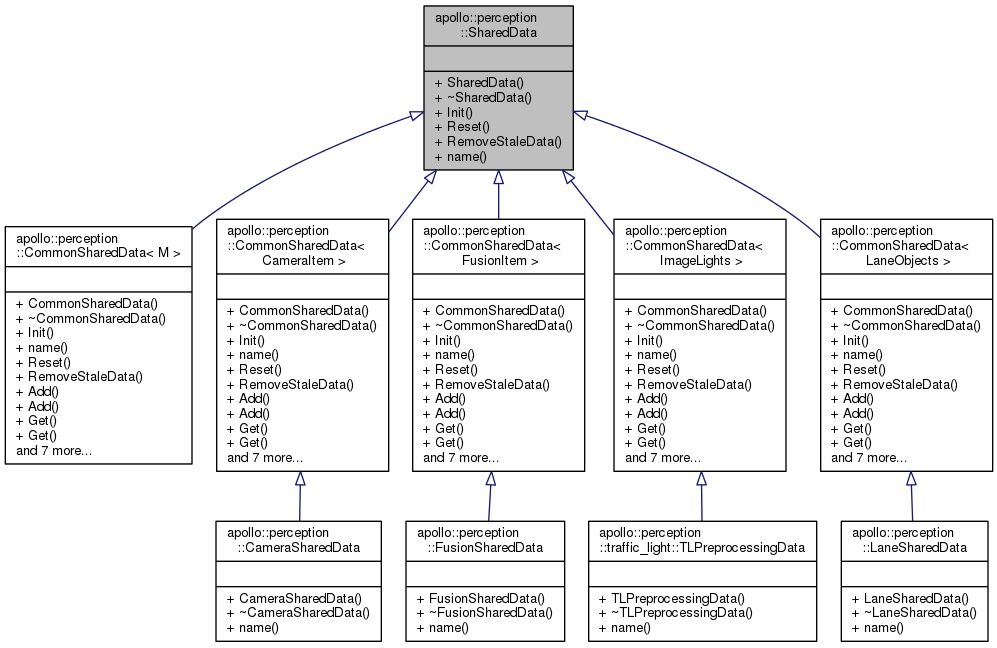 apollo::perception
::SharedData
+ SharedData()
+ ~SharedData()
+ Init()
+ Reset()
+ RemoveStaleData()
+ name()
apollo::perception
::CommonSharedData< M >
+ CommonSharedData()
+ ~CommonSharedData()
+ Init()
+ name()
+ Reset()
+ RemoveStaleData()
+ Add()
+ Add()
+ Get()
+ Get()
and 7 more...
apollo::perception
::CommonSharedData<
CameraItem >
+ CommonSharedData()
+ ~CommonSharedData()
+ Init()
+ name()
+ Reset()
+ RemoveStaleData()
+ Add()
+ Add()
+ Get()
+ Get()
and 7 more...
apollo::perception
::CommonSharedData<
FusionItem >
+ CommonSharedData()
+ ~CommonSharedData()
+ Init()
+ name()
+ Reset()
+ RemoveStaleData()
+ Add()
+ Add()
+ Get()
+ Get()
and 7 more...
apollo::perception
::CommonSharedData<
ImageLights >
+ CommonSharedData()
+ ~CommonSharedData()
+ Init()
+ name()
+ Reset()
+ RemoveStaleData()
+ Add()
+ Add()
+ Get()
+ Get()
and 7 more...
apollo::perception
::CommonSharedData<
LaneObjects >
+ CommonSharedData()
+ ~CommonSharedData()
+ Init()
+ name()
+ Reset()
+ RemoveStaleData()
+ Add()
+ Add()
+ Get()
+ Get()
and 7 more...
apollo::perception
::CameraSharedData
+ CameraSharedData()
+ ~CameraSharedData()
+ name()
apollo::perception
::FusionSharedData
+ FusionSharedData()
+ ~FusionSharedData()
+ name()
apollo::perception
::traffic_light::TLPreprocessingData
+ TLPreprocessingData()
+ ~TLPreprocessingData()
+ name()
apollo::perception
::LaneSharedData
+ LaneSharedData()
+ ~LaneSharedData()
+ name()